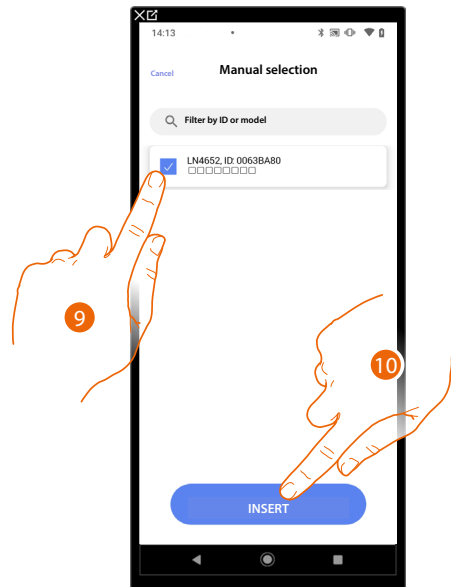 14:13
Cancel
Manual selection
Filter by ID or model
LN4652, ID: 0063BA80
□□□□□□□□
9
10
INSERT